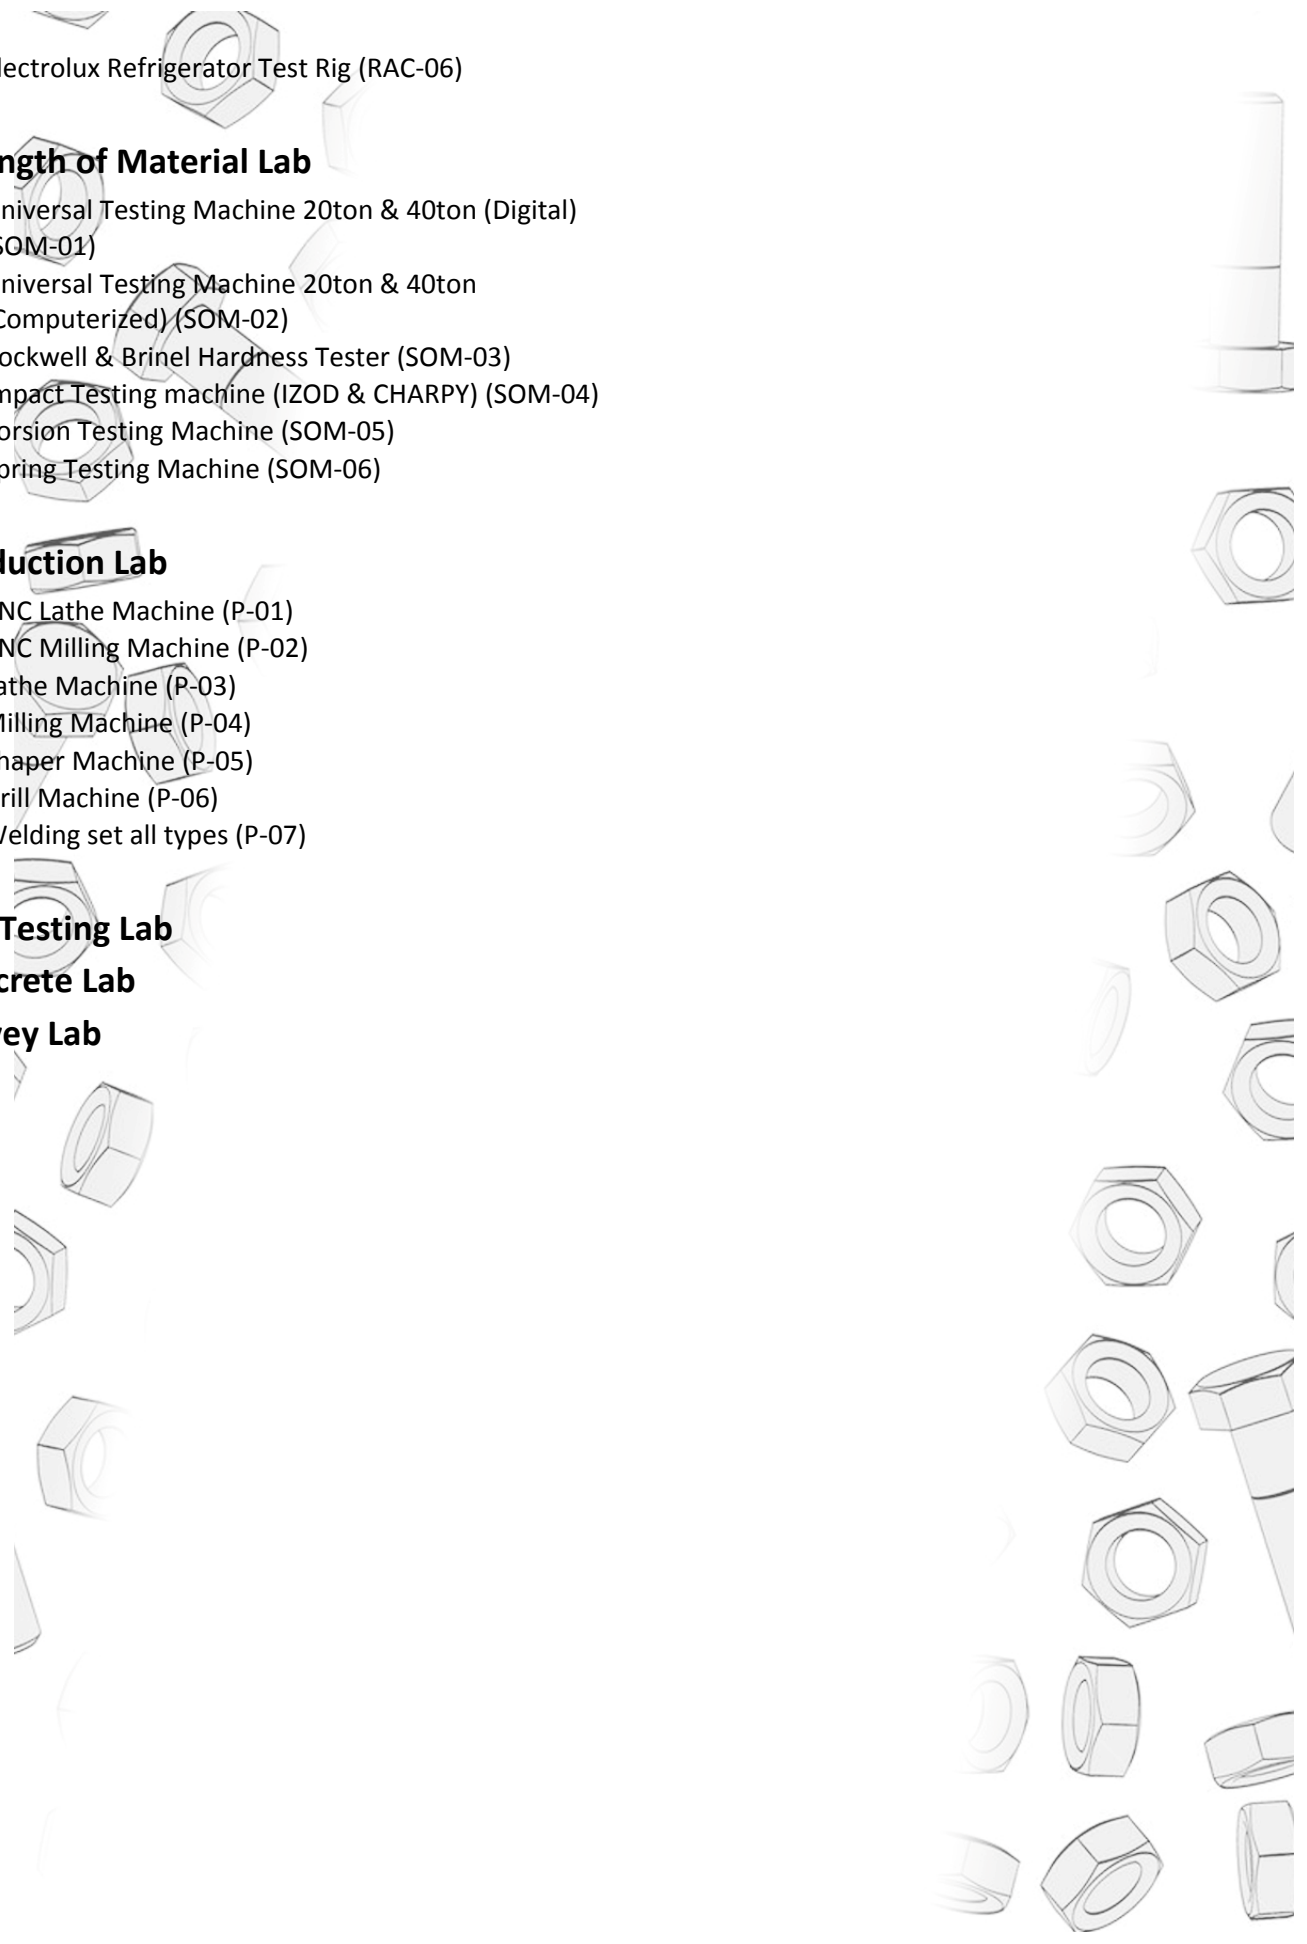 lectrolux Refrigerator Test Rig (RAC-06)
ngth of Material Lab
niversal Testing Machine 20ton & 40ton (Digital)
SOM-01)
niversal Testing Machine 20ton & 40ton
Computerized) (SOM-02)
ockwell & Brinel Hardness Tester (SOM-03)
mpact Testing machine (IZOD & CHARPY) (SOM-04)
orsion Testing Machine (SOM-05)
pring Testing Machine (SOM-06)
duction Lab
NC Lathe Machine (P-01)
NC Milling Machine (P-02)
athe Machine (P-03)
illing Machine (P-04)
haper Machine (P-05)
rill Machine (P-06)
elding set all types (P-07)
Testing Lab
crete Lab
vey Lab